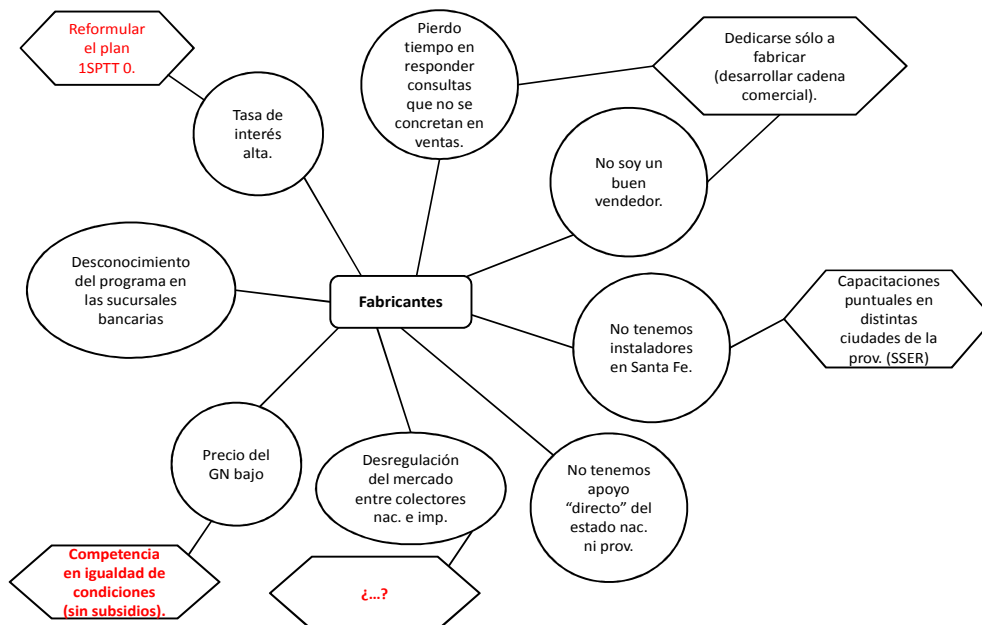 Reformular
el plan
1SPTT 0.
Pierdo
tiempo en
responder
consultas
que no se
concretan en
ventas.
Dedicarse sólo a
fabricar
(desarrollar cadena
comercial).
Tasa de
interés
alta.
No soy un
buen
vendedor.
Desconocimiento
del programa en
las sucursales
bancarias
Fabricantes
No tenemos
instaladores
en Santa Fe.
Capacitaciones
puntuales en
distintas
ciudades de la
prov. (SSER)
Precio del
GN bajo
Desregulación
del mercado
entre colectores
nac. e imp.
No tenemos
apoyo
“directo” del
estado nac.
ni prov.
Competencia
en igualdad de
condiciones
(sin subsidios).
¿...?